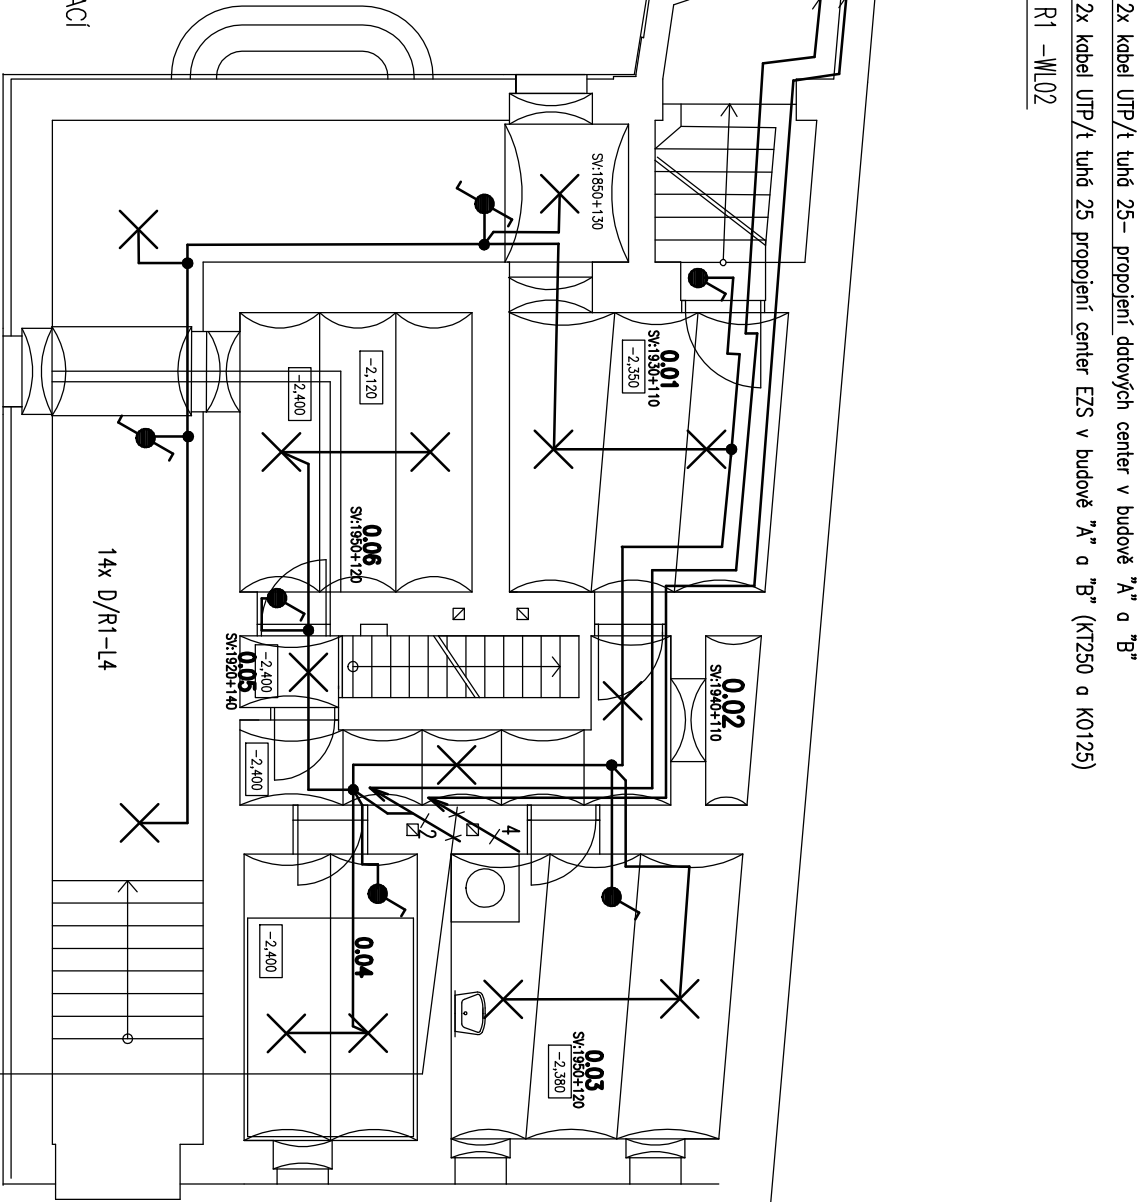 2x kabel UTP/t tuhá 25– propojení datových center v budově "A" a "B"
2x kabel UTP/t tuhá 25 propojení center EZS v budově "A" a "B" (KT250 a KO125)
R1 -WL02
SV:1850+130
0.01
SV:1930+110
-2,350
-2,120
-2,400
0.06
SV:1950+120
0.02
SV:1940+110
0.05
SV:1920+140
-2,400
-2,400
14x D/R1-L4
2
4
0.04
-2,400
0.03
SV:1950+120
-2,380
ACÍ